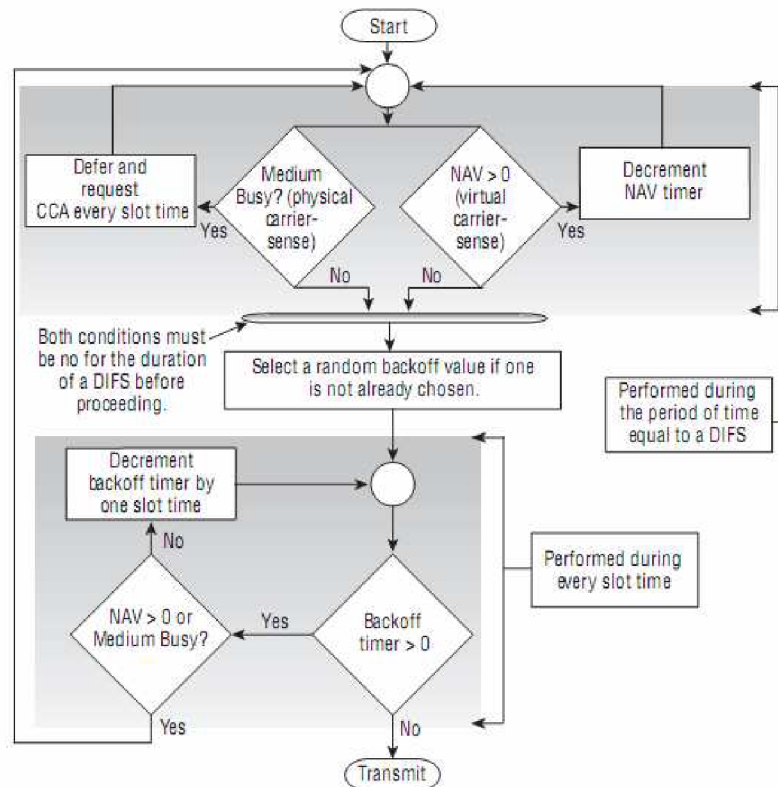 Start
Defer and
request
CCA every slot time
Yes
Medium
Busy? (physical
carrier-
sense)
No
NAV > 0
(virtual
carrier-
sense)
No
Yes
Decrement
NAV timer
Both conditions must
be no for the duration
of a DIFS before
proceeding.
Select a random backoff value if one
is not already chosen.
Performed during
the period of time
equal to a DIFS
Decrement
backoff timer by
one slot time
No
NAV > 0 or
Medium Busy?
Yes
Yes
Backoff
timer > 0
No
Performed during
every slot time
Transmit